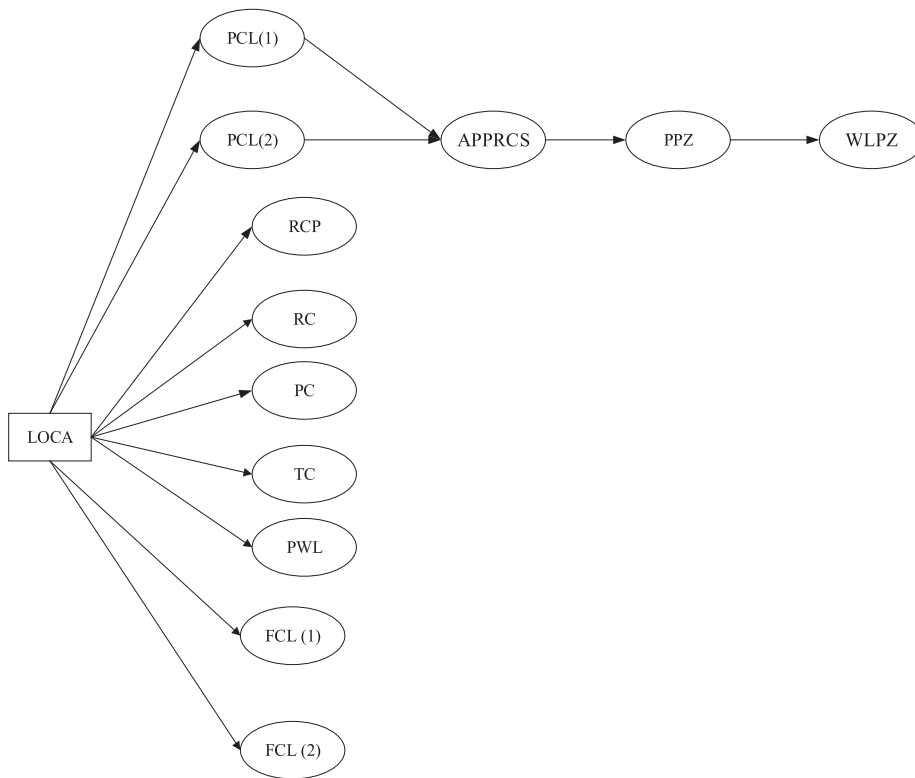 PCL(1)
PCL(2)
APPRCS
PPZ
WLPZ
RCP
RC
PC
LOCA
TC
PWL
FCL (1)
FCL (2)